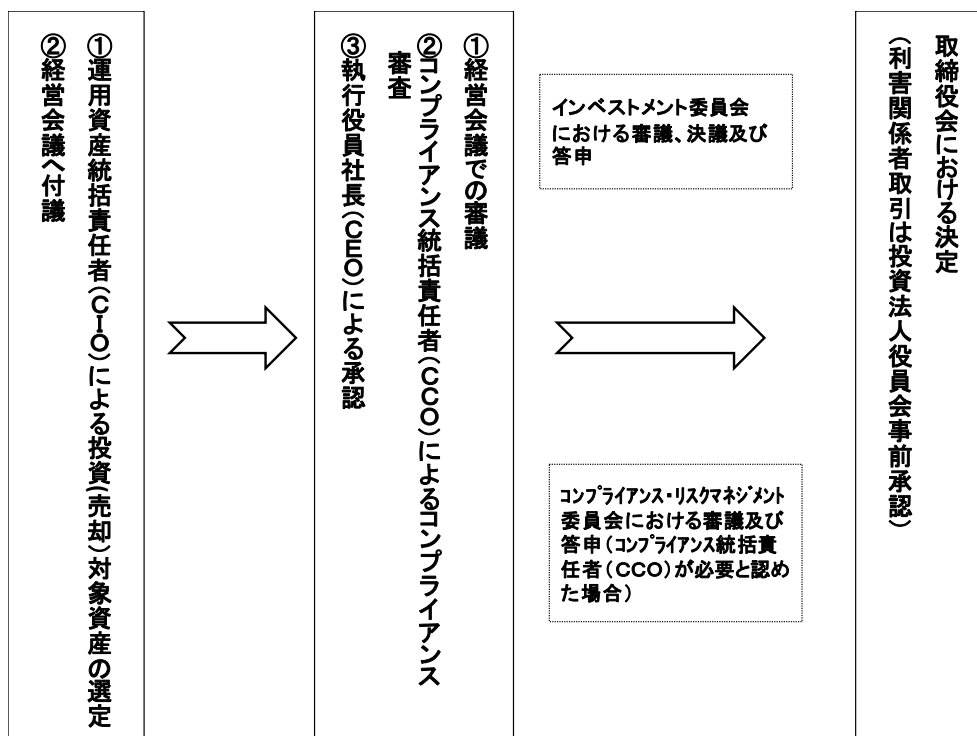 ①運用資産統括責任者(CIO)による投資(売却)対象資産の選定
②経営会議へ付議
①経営会議での審議
②コンプライアンス統括責任者(CCO)によるコンプライアンス
審査
③執行役員社長(CEO)による承認
インベストメント委員会
における審議、決議及び
答申
コンプライアンス・リスクマネジメント
委員会における審議及び
答申(コンプライアンス統括責
任者(CCO)が必要と認め
た場合)
取締役会における決定
(利害関係者取引は投資法人役員会事前承認)